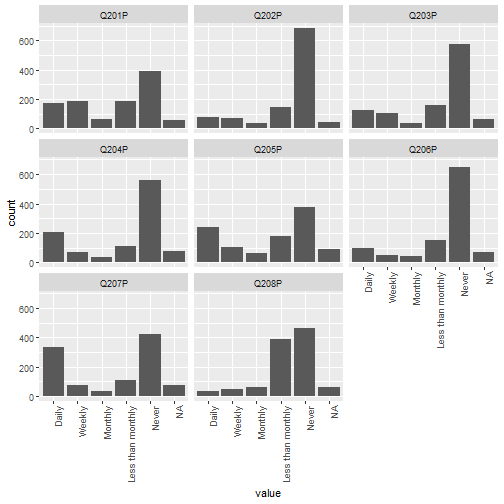 Q201P Q202P Q203P
600
400
200
0
Q204P Q205P Q206P
600
400
200
0
Daily Weekly Monthly Less than monthly Never NA
Q207P Q208P
600
400
200
0
Daily Weekly Monthly Less than monthly Never NA Daily Weekly Monthly Less than monthly Never NA
count
value